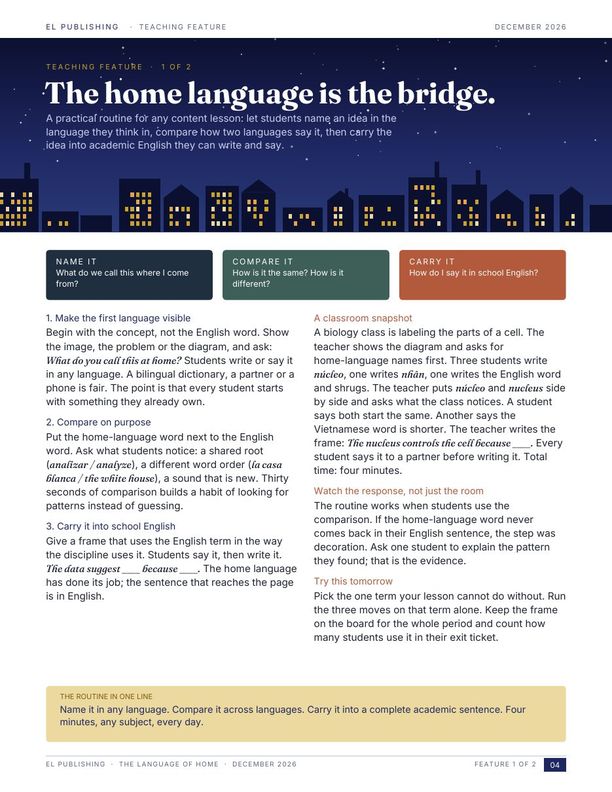 EL PUBLISHING · TEACHING FEATURE
DECEMBER 2026
TEACHING FEATURE · 1 OF 2
The home language is the bridge.
A practical routine for any content lesson: let students name an idea in the
language they think in, compare how two languages say it, then carry the
idea into academic English they can write and say.
NAME IT
What do we call this where I come
from?
COMPARE IT
How is it the same? How is it
different?
CARRY IT
How do I say it in school English?
1. Make the first language visible
Begin with the concept, not the English word. Show
the image, the problem or the diagram, and ask:
What do you call this at home? Students write or say it
in any language. A bilingual dictionary, a partner or a
phone is fair. The point is that every student starts
with something they already own.
2. Compare on purpose
Put the home-language word next to the English
word. Ask what students notice: a shared root
(analizar / analyze), a different word order (la casa
blanca / the white house), a sound that is new. Thirty
seconds of comparison builds a habit of looking for
patterns instead of guessing.
3. Carry it into school English
Give a frame that uses the English term in the way
the discipline uses it. Students say it, then write it.
The data suggest ___ because ___. The home language
has done its job; the sentence that reaches the page
is in English.
A classroom snapshot
A biology class is labeling the parts of a cell. The
teacher shows the diagram and asks for
home-language names first. Three students write
núcleo, one writes nhân, one writes the English word
and shrugs. The teacher puts núcleo and nucleus side
by side and asks what the class notices. A student
says both start the same. Another says the
Vietnamese word is shorter. The teacher writes the
frame: The nucleus controls the cell because ___. Every
student says it to a partner before writing it. Total
time: four minutes.
Watch the response, not just the room
The routine works when students use the
comparison. If the home-language word never
comes back in their English sentence, the step was
decoration. Ask one student to explain the pattern
they found; that is the evidence.
Try this tomorrow
Pick the one term your lesson cannot do without. Run
the three moves on that term alone. Keep the frame
on the board for the whole period and count how
many students use it in their exit ticket.
THE ROUTINE IN ONE LINE
Name it in any language. Compare it across languages. Carry it into a complete academic sentence. Four
minutes, any subject, every day.
EL PUBLISHING · THE LANGUAGE OF HOME · DECEMBER 2026
FEATURE 1 OF 2 04